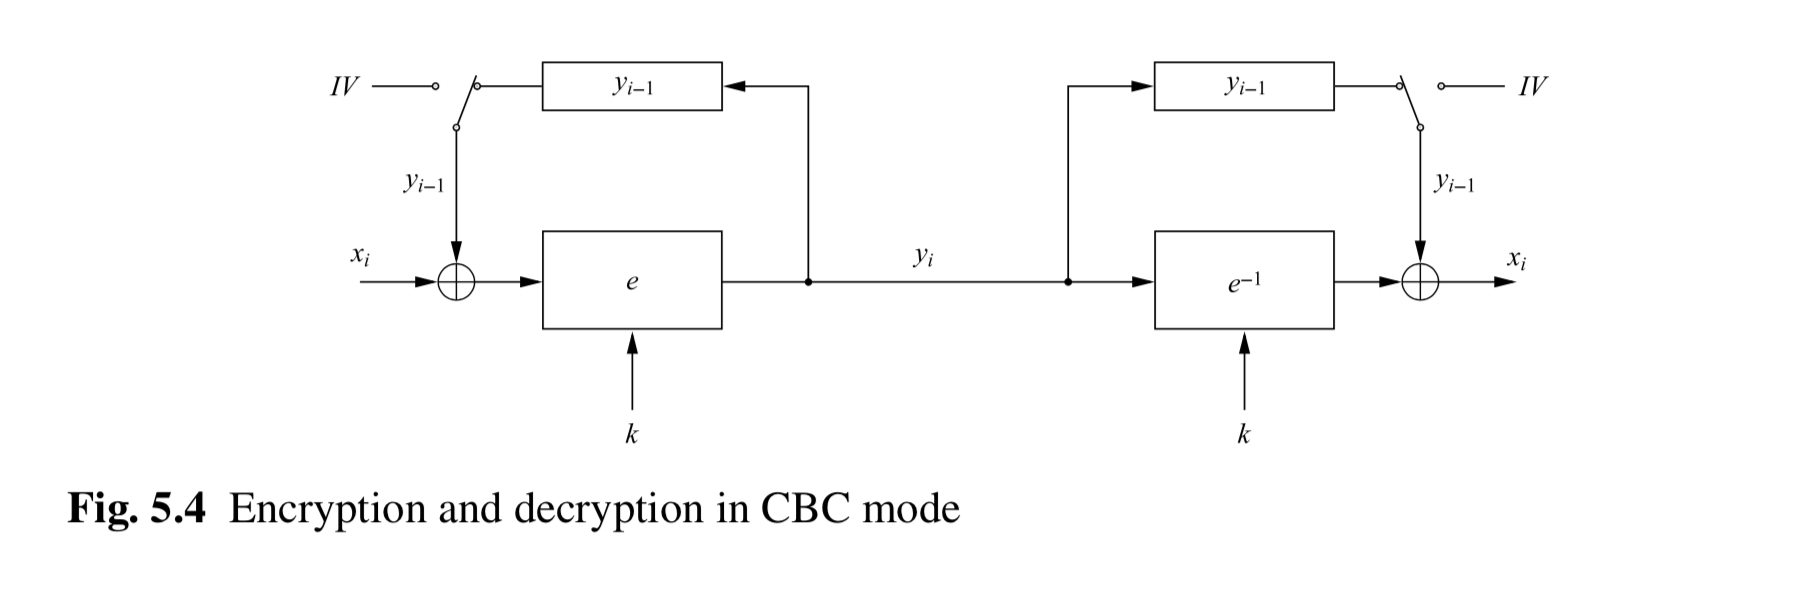 IV
y_{i–1}
y_{i–1}
IV
y_{i–1}
y_{i–1}
x_i
e
y_i
e^{–1}
x_i
k
k
Fig. 5.4 Encryption and decryption in CBC mode